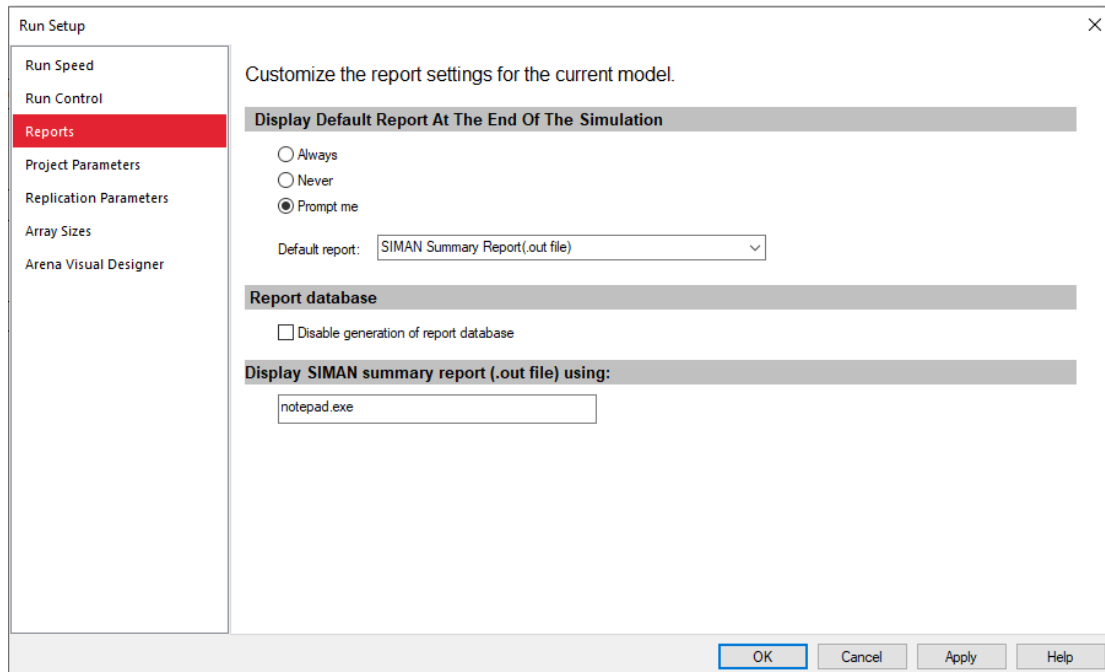 Run Setup
Run Speed
Run Control
Reports
Project Parameters
Replication Parameters
Array Sizes
Arena Visual Designer
Customize the report settings for the current model.
Display Default Report At The End Of The Simulation
Always
Never
Prompt me
Default report: SIMAN Summary Report(.out file)
Report database
Disable generation of report database
Display SIMAN summary report (.out file) using:
notepad.exe
OK Cancel Apply Help